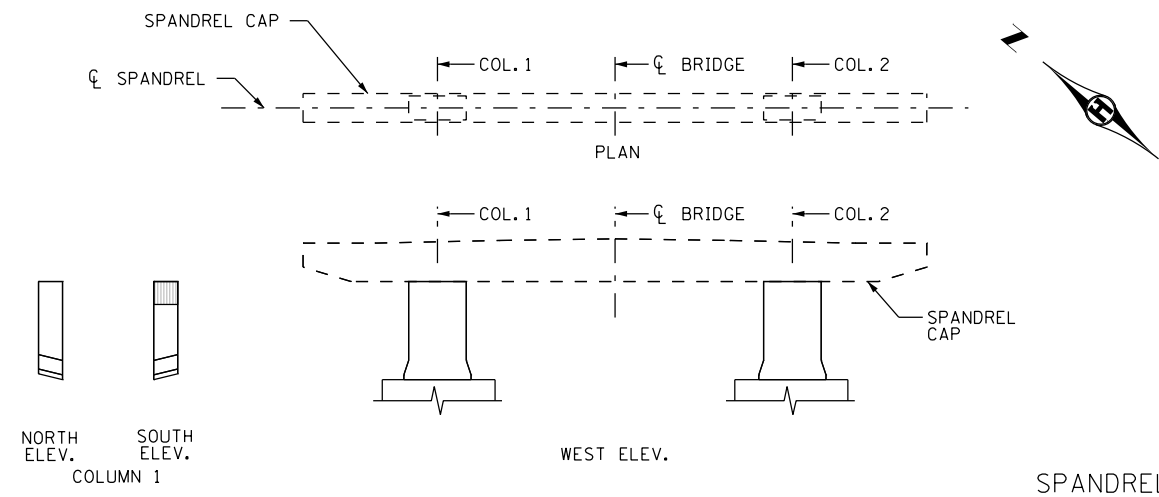 SPANDREL CAP
℄ SPANDREL
COL. 1
℄ BRIDGE
COL. 2
PLAN
N
H
COL. 1
℄ BRIDGE
COL. 2
SPANDREL
CAP
NORTH
ELEV.
SOUTH
ELEV.
COLUMN 1
WEST ELEV.
SPANDREL